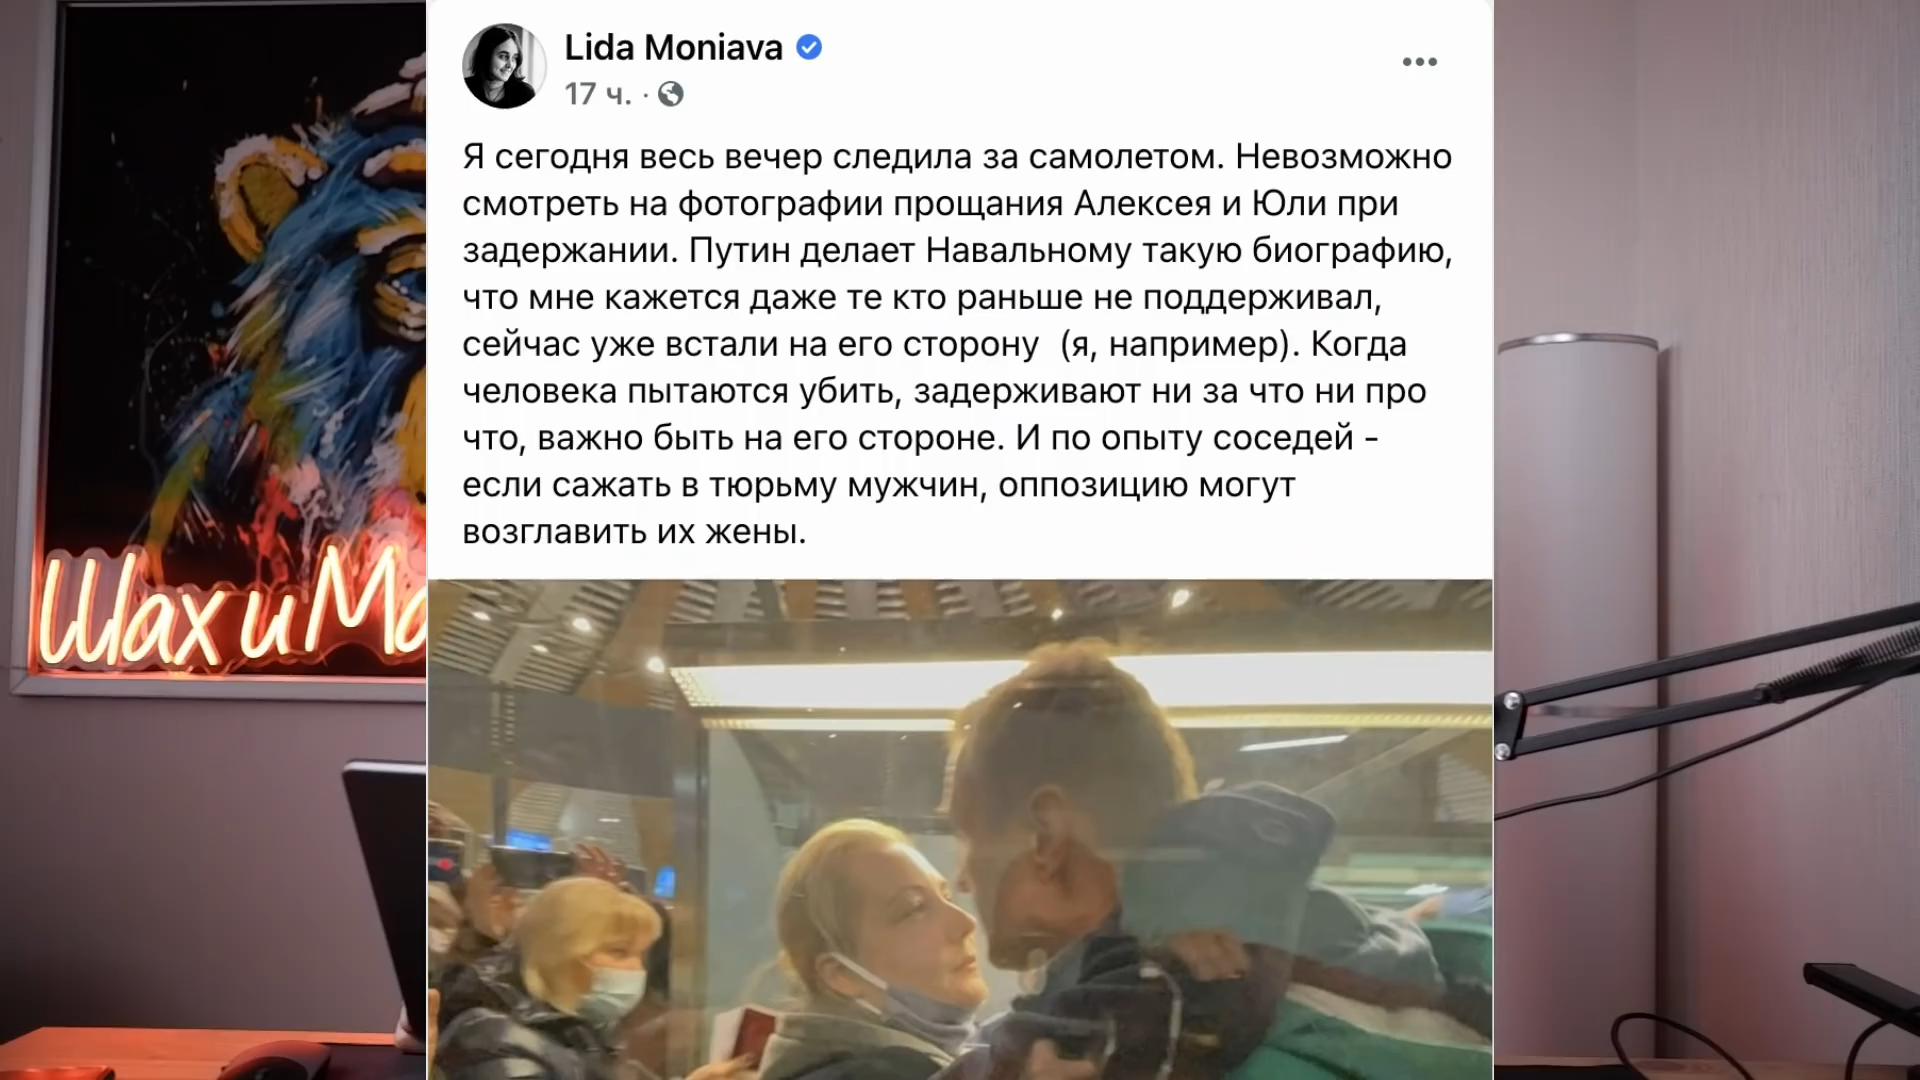 Lida Moniava
17 ч. ·
Я сегодня весь вечер следила за самолетом. Невозможно
смотреть на фотографии прощания Алексея и Юли при
задержании. Путин делает Навальному такую биографию,
что мне кажется даже те кто раньше не поддерживал,
сейчас уже встали на его сторону (я, например). Когда
человека пытаются убить, задерживают ни за что ни про
что, важно быть на его стороне. И по опыту соседей -
если сажать в тюрьму мужчин, оппозицию могут
возглавить их жены.
Шах и